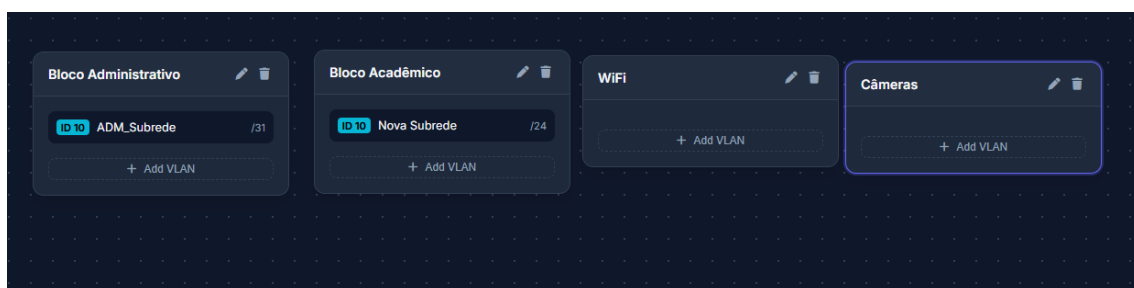 Bloco Administrativo
ID 10 ADM_Subrede /31
+ Add VLAN
Bloco Acadêmico
ID 10 Nova Subrede /24
+ Add VLAN
WiFi
+ Add VLAN
Câmeras
+ Add VLAN